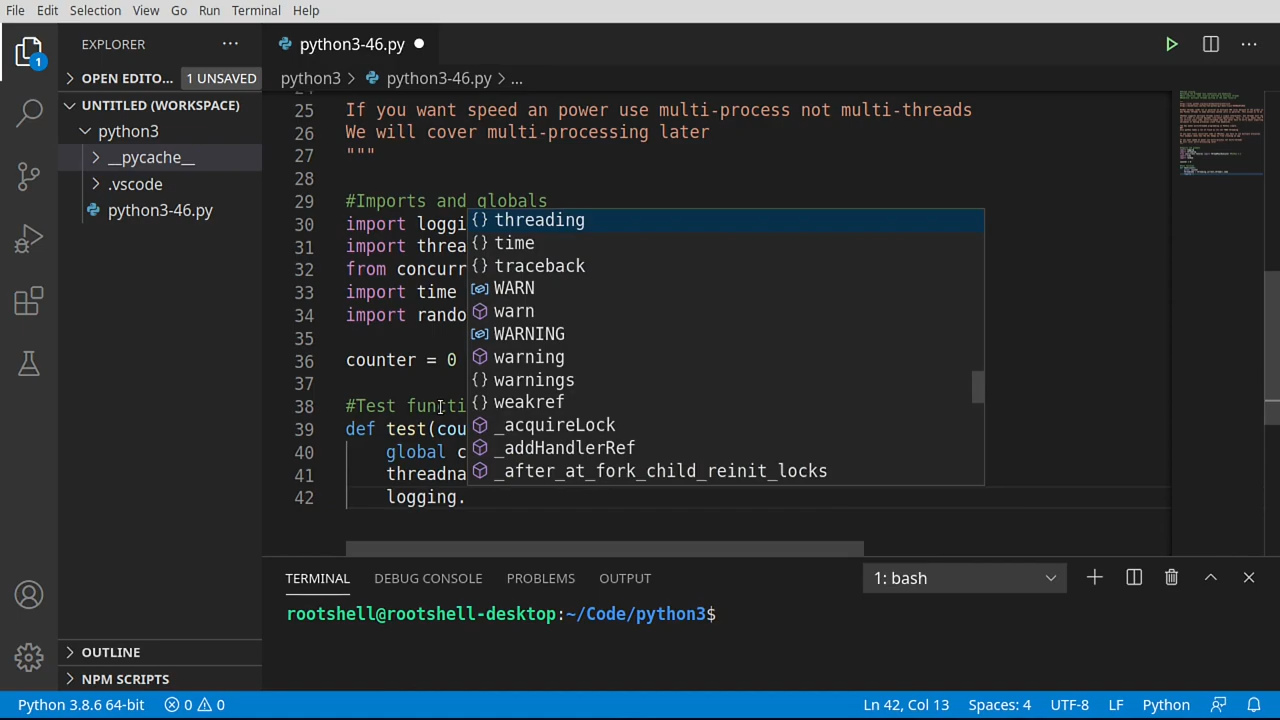 File Edit Selection View Go Run Terminal Help
EXPLORER
python3-46.py
OPEN EDITO... 1 UNSAVED
python3 > python3-46.py > ...
UNTITLED (WORKSPACE)
python3
__pycache__
.vscode
python3-46.py
25 If you want speed an power use multi-process not multi-threads
26 We will cover multi-processing later
27 """
28
29 #Imports and globals
30 import loggi
31 import threa
32 from concurr
33 import time
34 import rando
35
36 counter = 0
37
38 #Test functi
39 def test(cou
40 global c
41 threadna
42 logging.
threading
time
traceback
WARN
warn
WARNING
warning
warnings
weakref
_acquireLock
_addHandlerRef
_after_at_fork_child_reinit_locks
TERMINAL DEBUG CONSOLE PROBLEMS OUTPUT 1: bash
rootshell@rootshell-desktop:~/Code/python3$
OUTLINE
NPM SCRIPTS
1
Python 3.8.6 64-bit 0 0 Ln 42, Col 13 Spaces: 4 UTF-8 LF Python